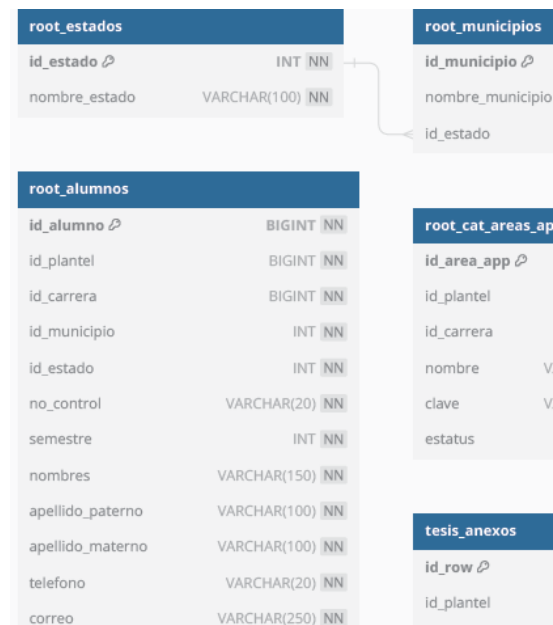 root_estados
id_estado INT NN
nombre_estado VARCHAR(100) NN
root_alumnos
id_alumno BIGINT NN
id_plantel BIGINT NN
id_carrera BIGINT NN
id_municipio INT NN
id_estado INT NN
no_control VARCHAR(20) NN
semestre INT NN
nombres VARCHAR(150) NN
apellido_paterno VARCHAR(100) NN
apellido_materno VARCHAR(100) NN
telefono VARCHAR(20) NN
correo VARCHAR(250) NN
root_municipios
id_municipio
nombre_municipio
id_estado
root_cat_areas_ap
id_area_app
id_plantel
id_carrera
nombre
clave
estatus
tesis_anexos
id_row
id_plantel